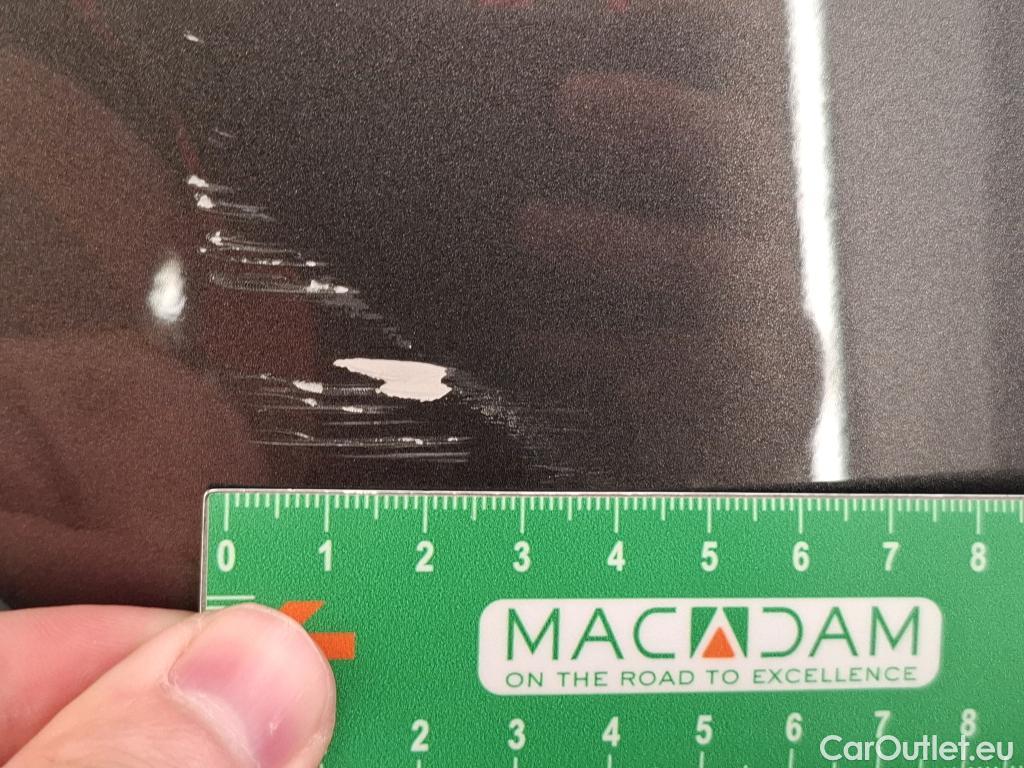 0 1 2 3 4 5 6 7 8
MACADAM
ON THE ROAD TO EXCELLENCE
2 3 4 5 6 7 8
CarOutlet.eu